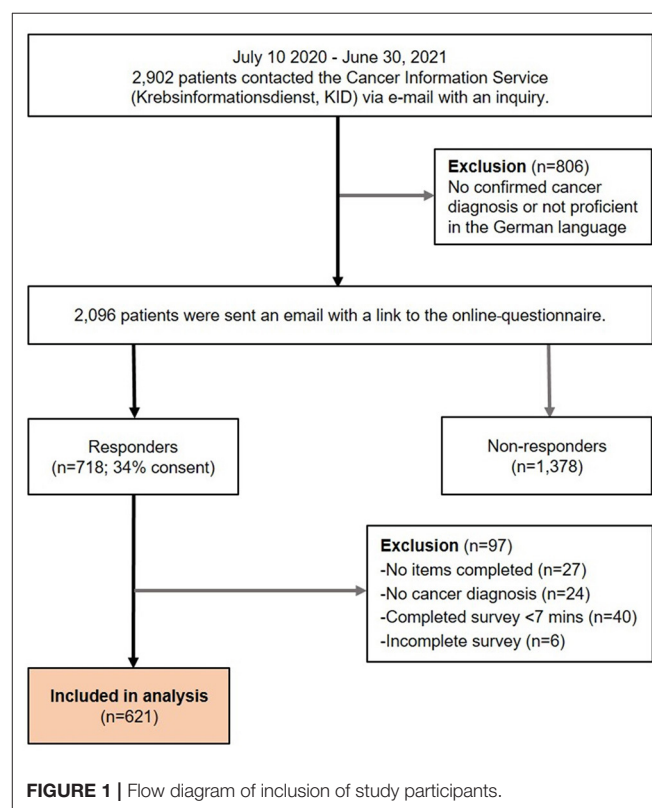 July 10 2020 - June 30, 2021
2,902 patients contacted the Cancer Information Service
(Krebsinformationsdienst, KID) via e-mail with an inquiry.
Exclusion (n=806)
No confirmed cancer
diagnosis or not proficient
in the German language
2,096 patients were sent an email with a link to the online-questionnaire.
Responders
(n=718; 34% consent)
Non-responders
(n=1,378)
Exclusion (n=97)
-No items completed (n=27)
-No cancer diagnosis (n=24)
-Completed survey <7 mins (n=40)
-Incomplete survey (n=6)
Included in analysis
(n=621)
FIGURE 1 | Flow diagram of inclusion of study participants.